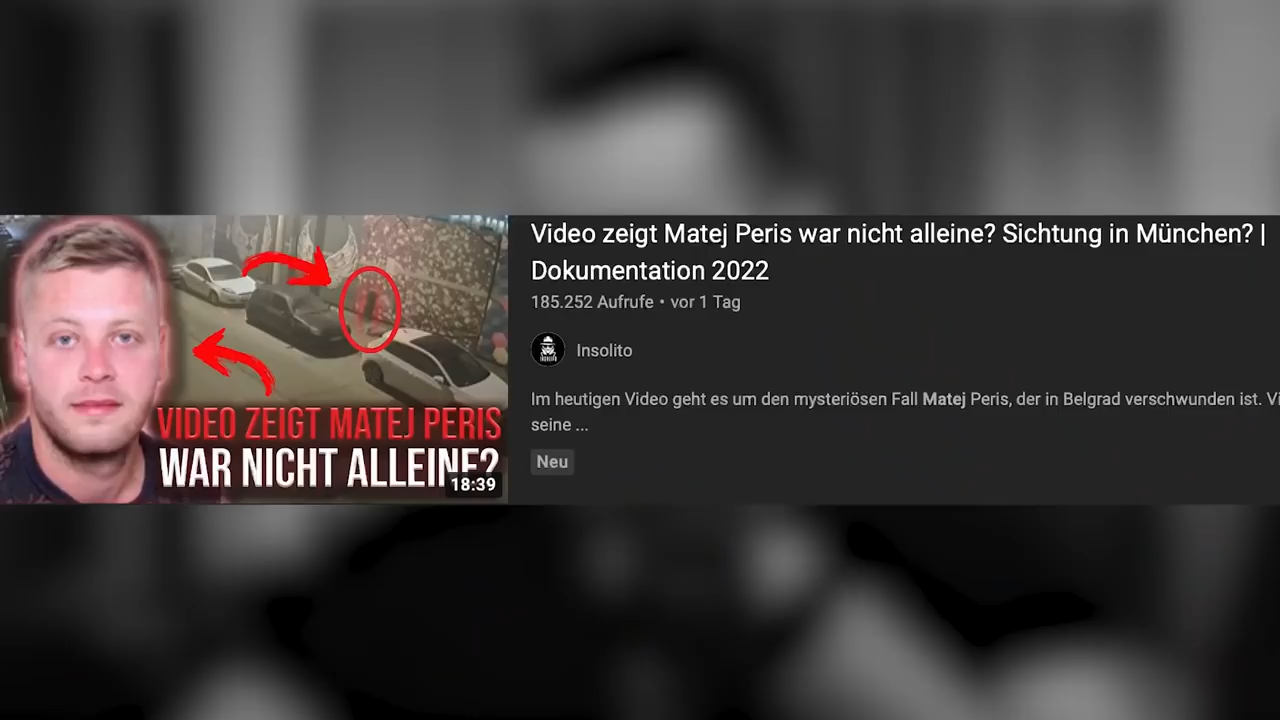 VIDEO ZEIGT MATEJ PERIS
WAR NICHT ALLEINE?
18:39
Video zeigt Matej Peris war nicht alleine? Sichtung in München? |
Dokumentation 2022
185.252 Aufrufe • vor 1 Tag
Insolito
Im heutigen Video geht es um den mysteriösen Fall Matej Peris, der in Belgrad verschwunden ist. Vi
seine ...
Neu